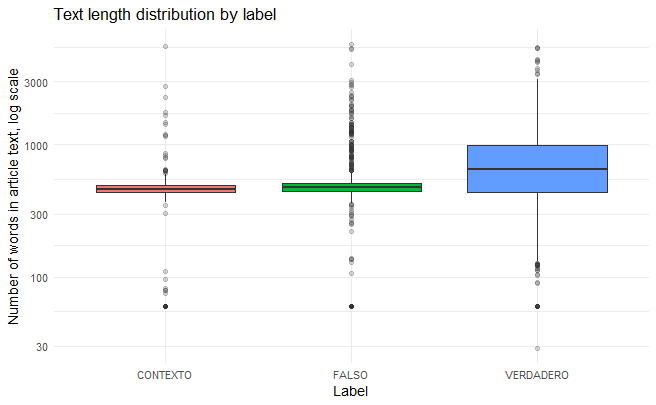 Text length distribution by label
Number of words in article text, log scale
3000
1000
300
100
30
CONTEXTO
FALSO
VERDADERO
Label